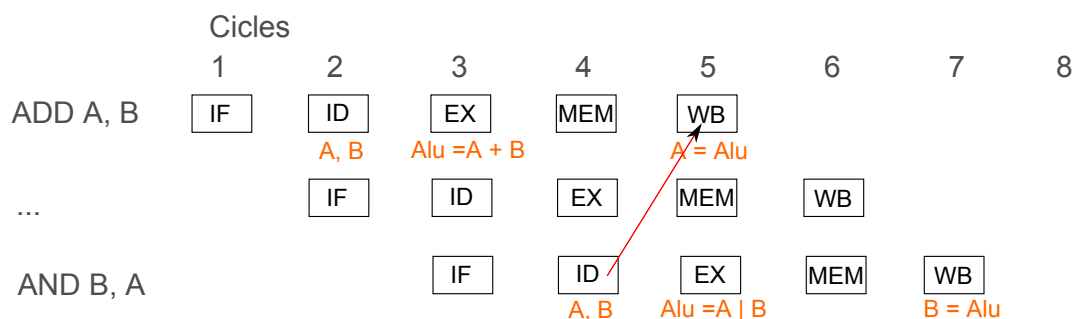 Cicles
1 2 3 4 5 6 7 8
ADD A, B IF ID EX MEM WB
A, B Alu =A + B A = Alu
... IF ID EX MEM WB
AND B, A IF ID EX MEM WB
A, B Alu =A | B B = Alu